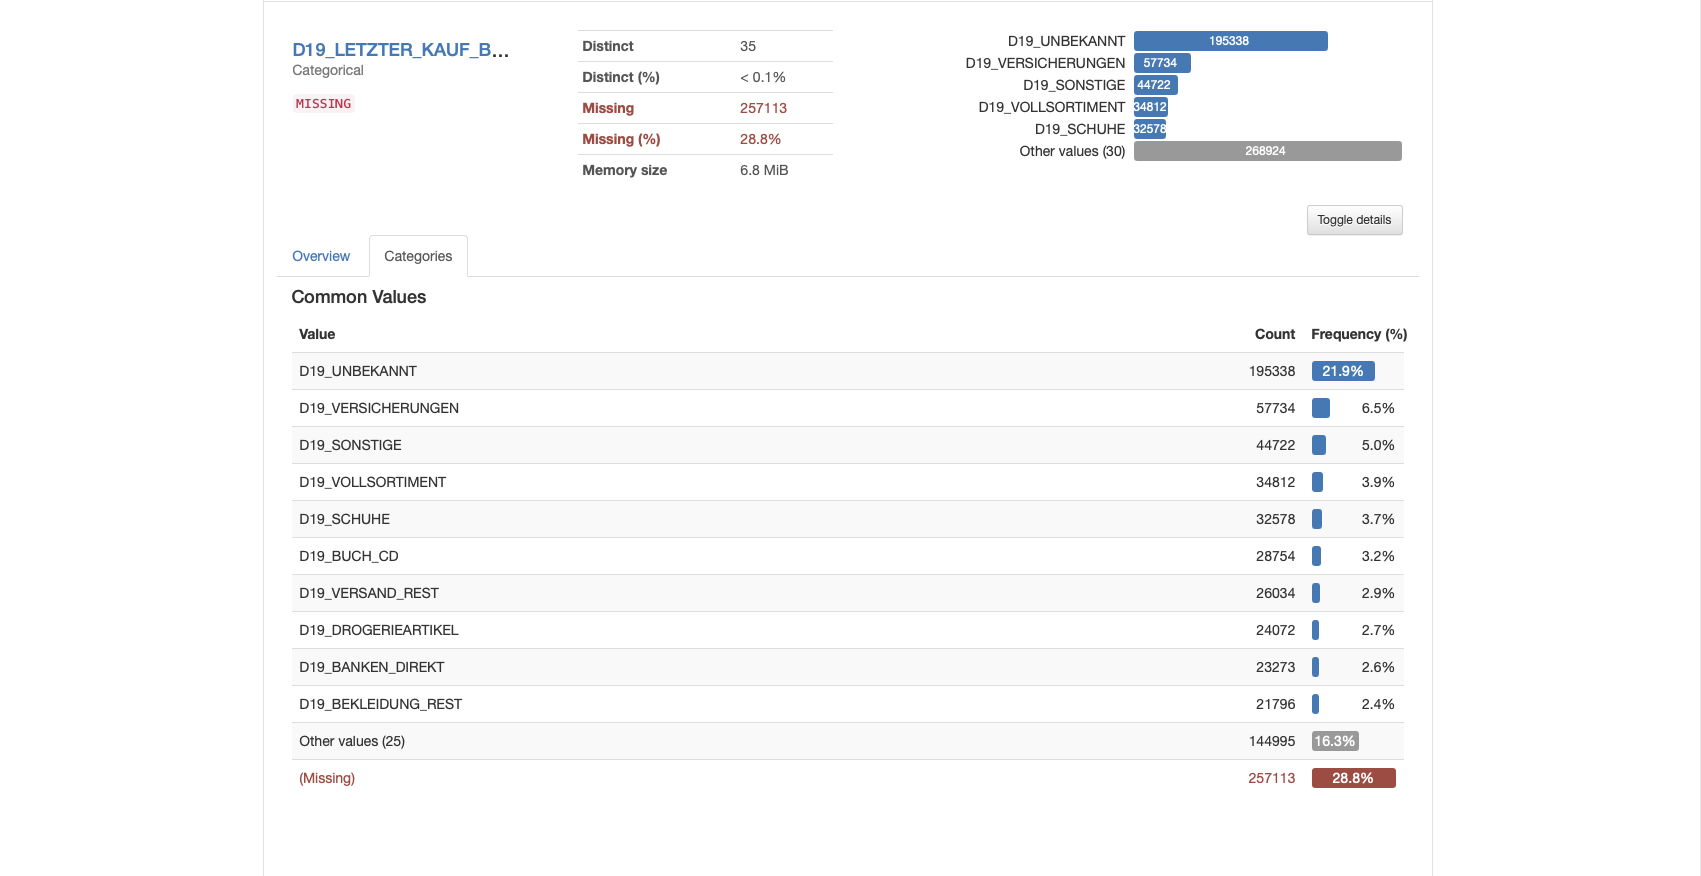 D19_LETZTER_KAUF_B...
Categorical
MISSING
Distinct 35
Distinct (%) < 0.1%
Missing 257113
Missing (%) 28.8%
Memory size 6.8 MiB
D19_UNBEKANNT 195338
D19_VERSICHERUNGEN 57734
D19_SONSTIGE 44722
D19_VOLLSORTIMENT 34812
D19_SCHUHE 32578
Other values (30) 268924
Toggle details
Overview Categories
Common Values
Value Count Frequency (%)
D19_UNBEKANNT 195338 21.9%
D19_VERSICHERUNGEN 57734 6.5%
D19_SONSTIGE 44722 5.0%
D19_VOLLSORTIMENT 34812 3.9%
D19_SCHUHE 32578 3.7%
D19_BUCH_CD 28754 3.2%
D19_VERSAND_REST 26034 2.9%
D19_DROGERIEARTIKEL 24072 2.7%
D19_BANKEN_DIREKT 23273 2.6%
D19_BEKLEIDUNG_REST 21796 2.4%
Other values (25) 144995 16.3%
(Missing) 257113 28.8%